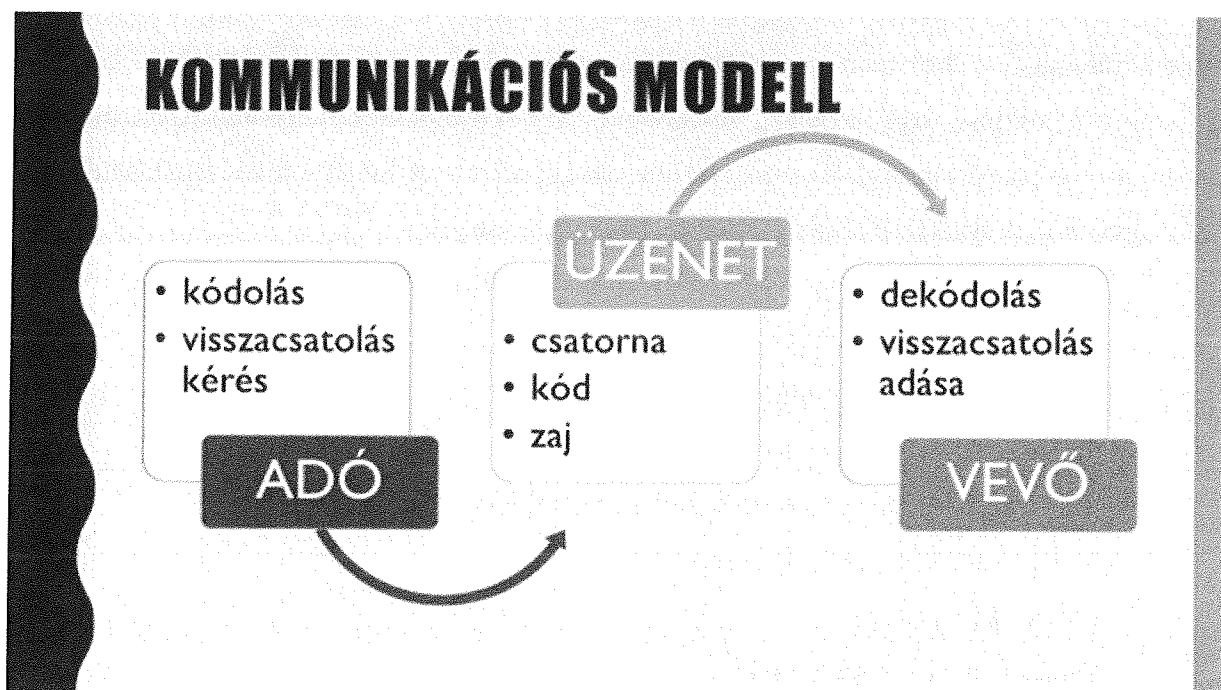 KOMMUNIKÁCIÓS MODELL
• kódolás
• visszacsatolás
kérés
ADÓ
ÜZENET
• csatorna
• kód
• zaj
• dekódolás
• visszacsatolás
adása
VEVŐ